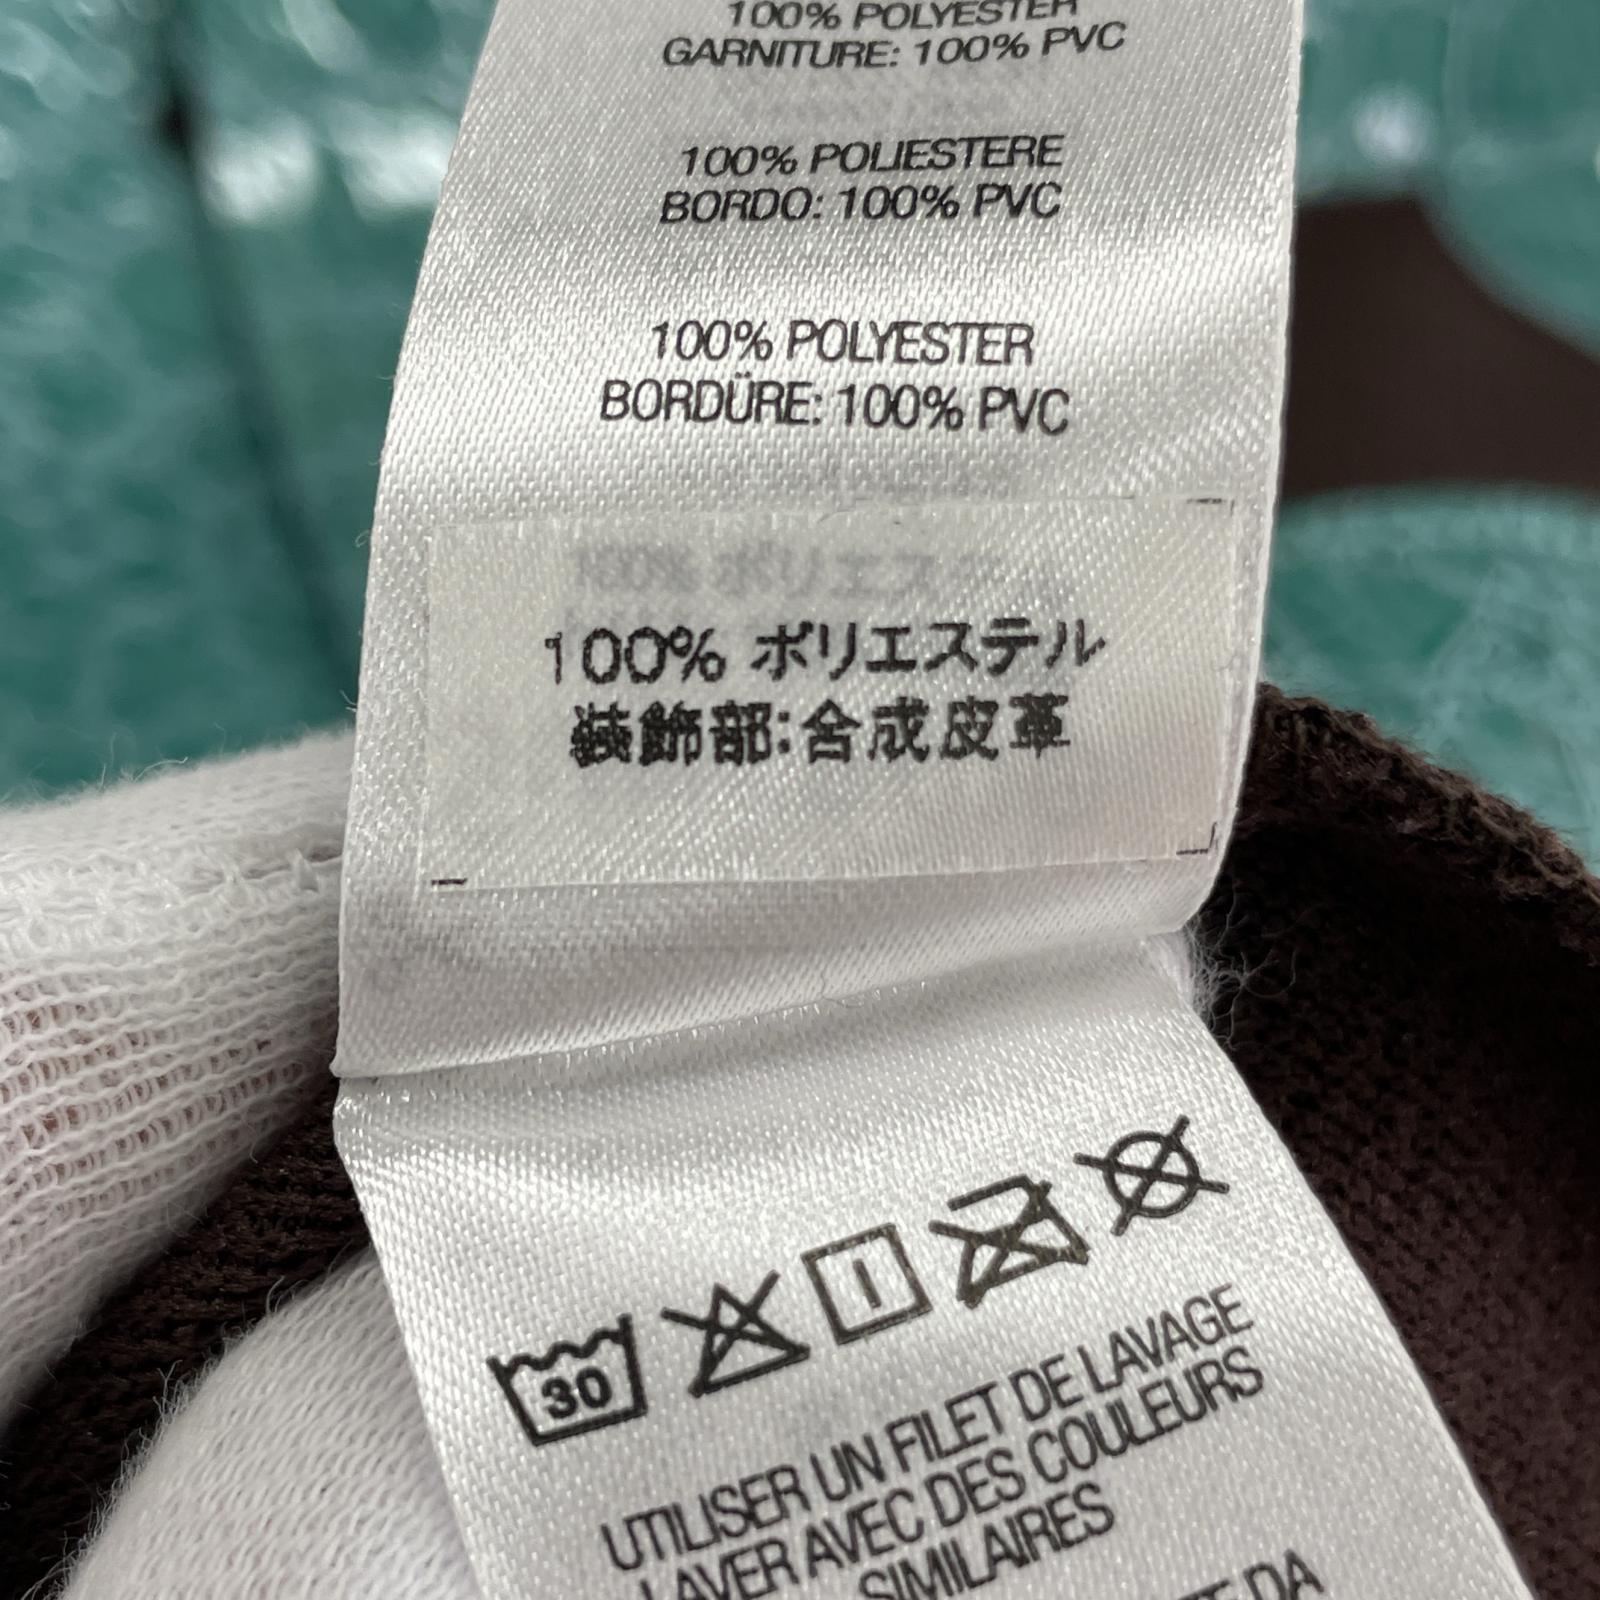 100% POLYESTER
GARNITURE: 100% PVC
100% POLIESTERE
BORDO: 100% PVC
100% POLYESTER
BORDÜRE: 100% PVC
100% ポリエステル
装飾部:合成皮革
30
UTILISER UN FILET DE LAVAGE
LAVER AVEC DES COULEURS
SIMILAIRES
DA